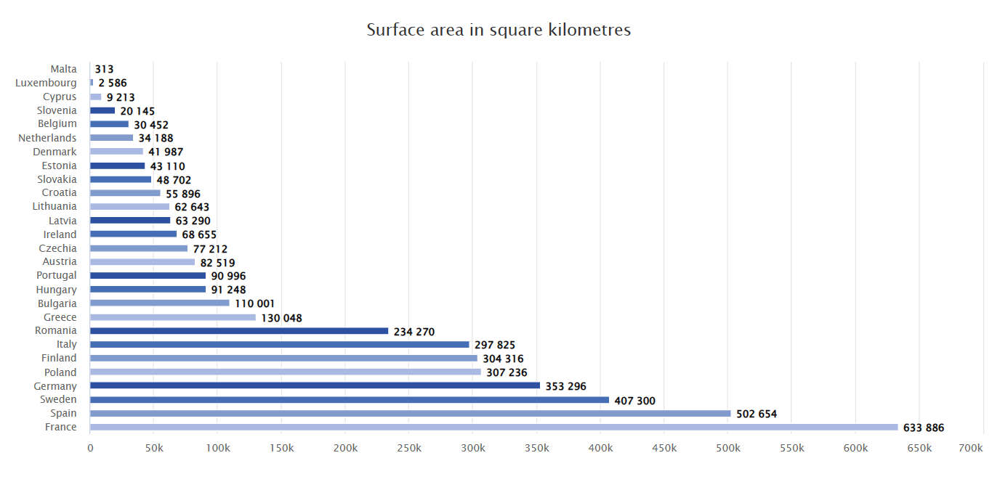 Surface area in square kilometres
Malta 313
Luxembourg 2 586
Cyprus 9 213
Slovenia 20 145
Belgium 30 452
Netherlands 34 188
Denmark 41 987
Estonia 43 110
Slovakia 48 702
Croatia 55 896
Lithuania 62 643
Latvia 63 290
Ireland 68 655
Czechia 77 212
Austria 82 519
Portugal 90 996
Hungary 91 248
Bulgaria 110 001
Greece 130 048
Romania 234 270
Italy 297 825
Finland 304 316
Poland 307 236
Germany 353 296
Sweden 407 300
Spain 502 654
France 633 886
0 50k 100k 150k 200k 250k 300k 350k 400k 450k 500k 550k 600k 650k 700k